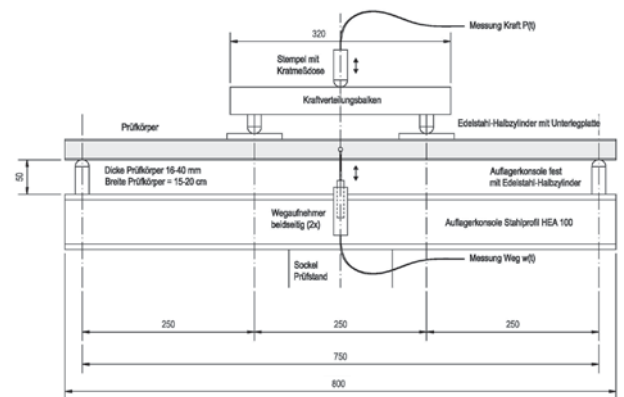 Messung Kraft P(t)
320
Stempel mit
Kratmeßdose
Kraftverteilungsbalken
Prüfkörper
Edelstahl-Halbzylinder mit Unterlegplatte
50
Dicke Prüfkörper 16-40 mm
Breite Prüfkörper = 15-20 cm
Auflagerkonsole fest
mit Edelstahl-Halbzylinder
Wegaufnehmer
beidseitig (2x)
Auflagerkonsole Stahlprofil HEA 100
Sockel
Prüfstand
Messung Weg w(t)
250
250
250
750
800